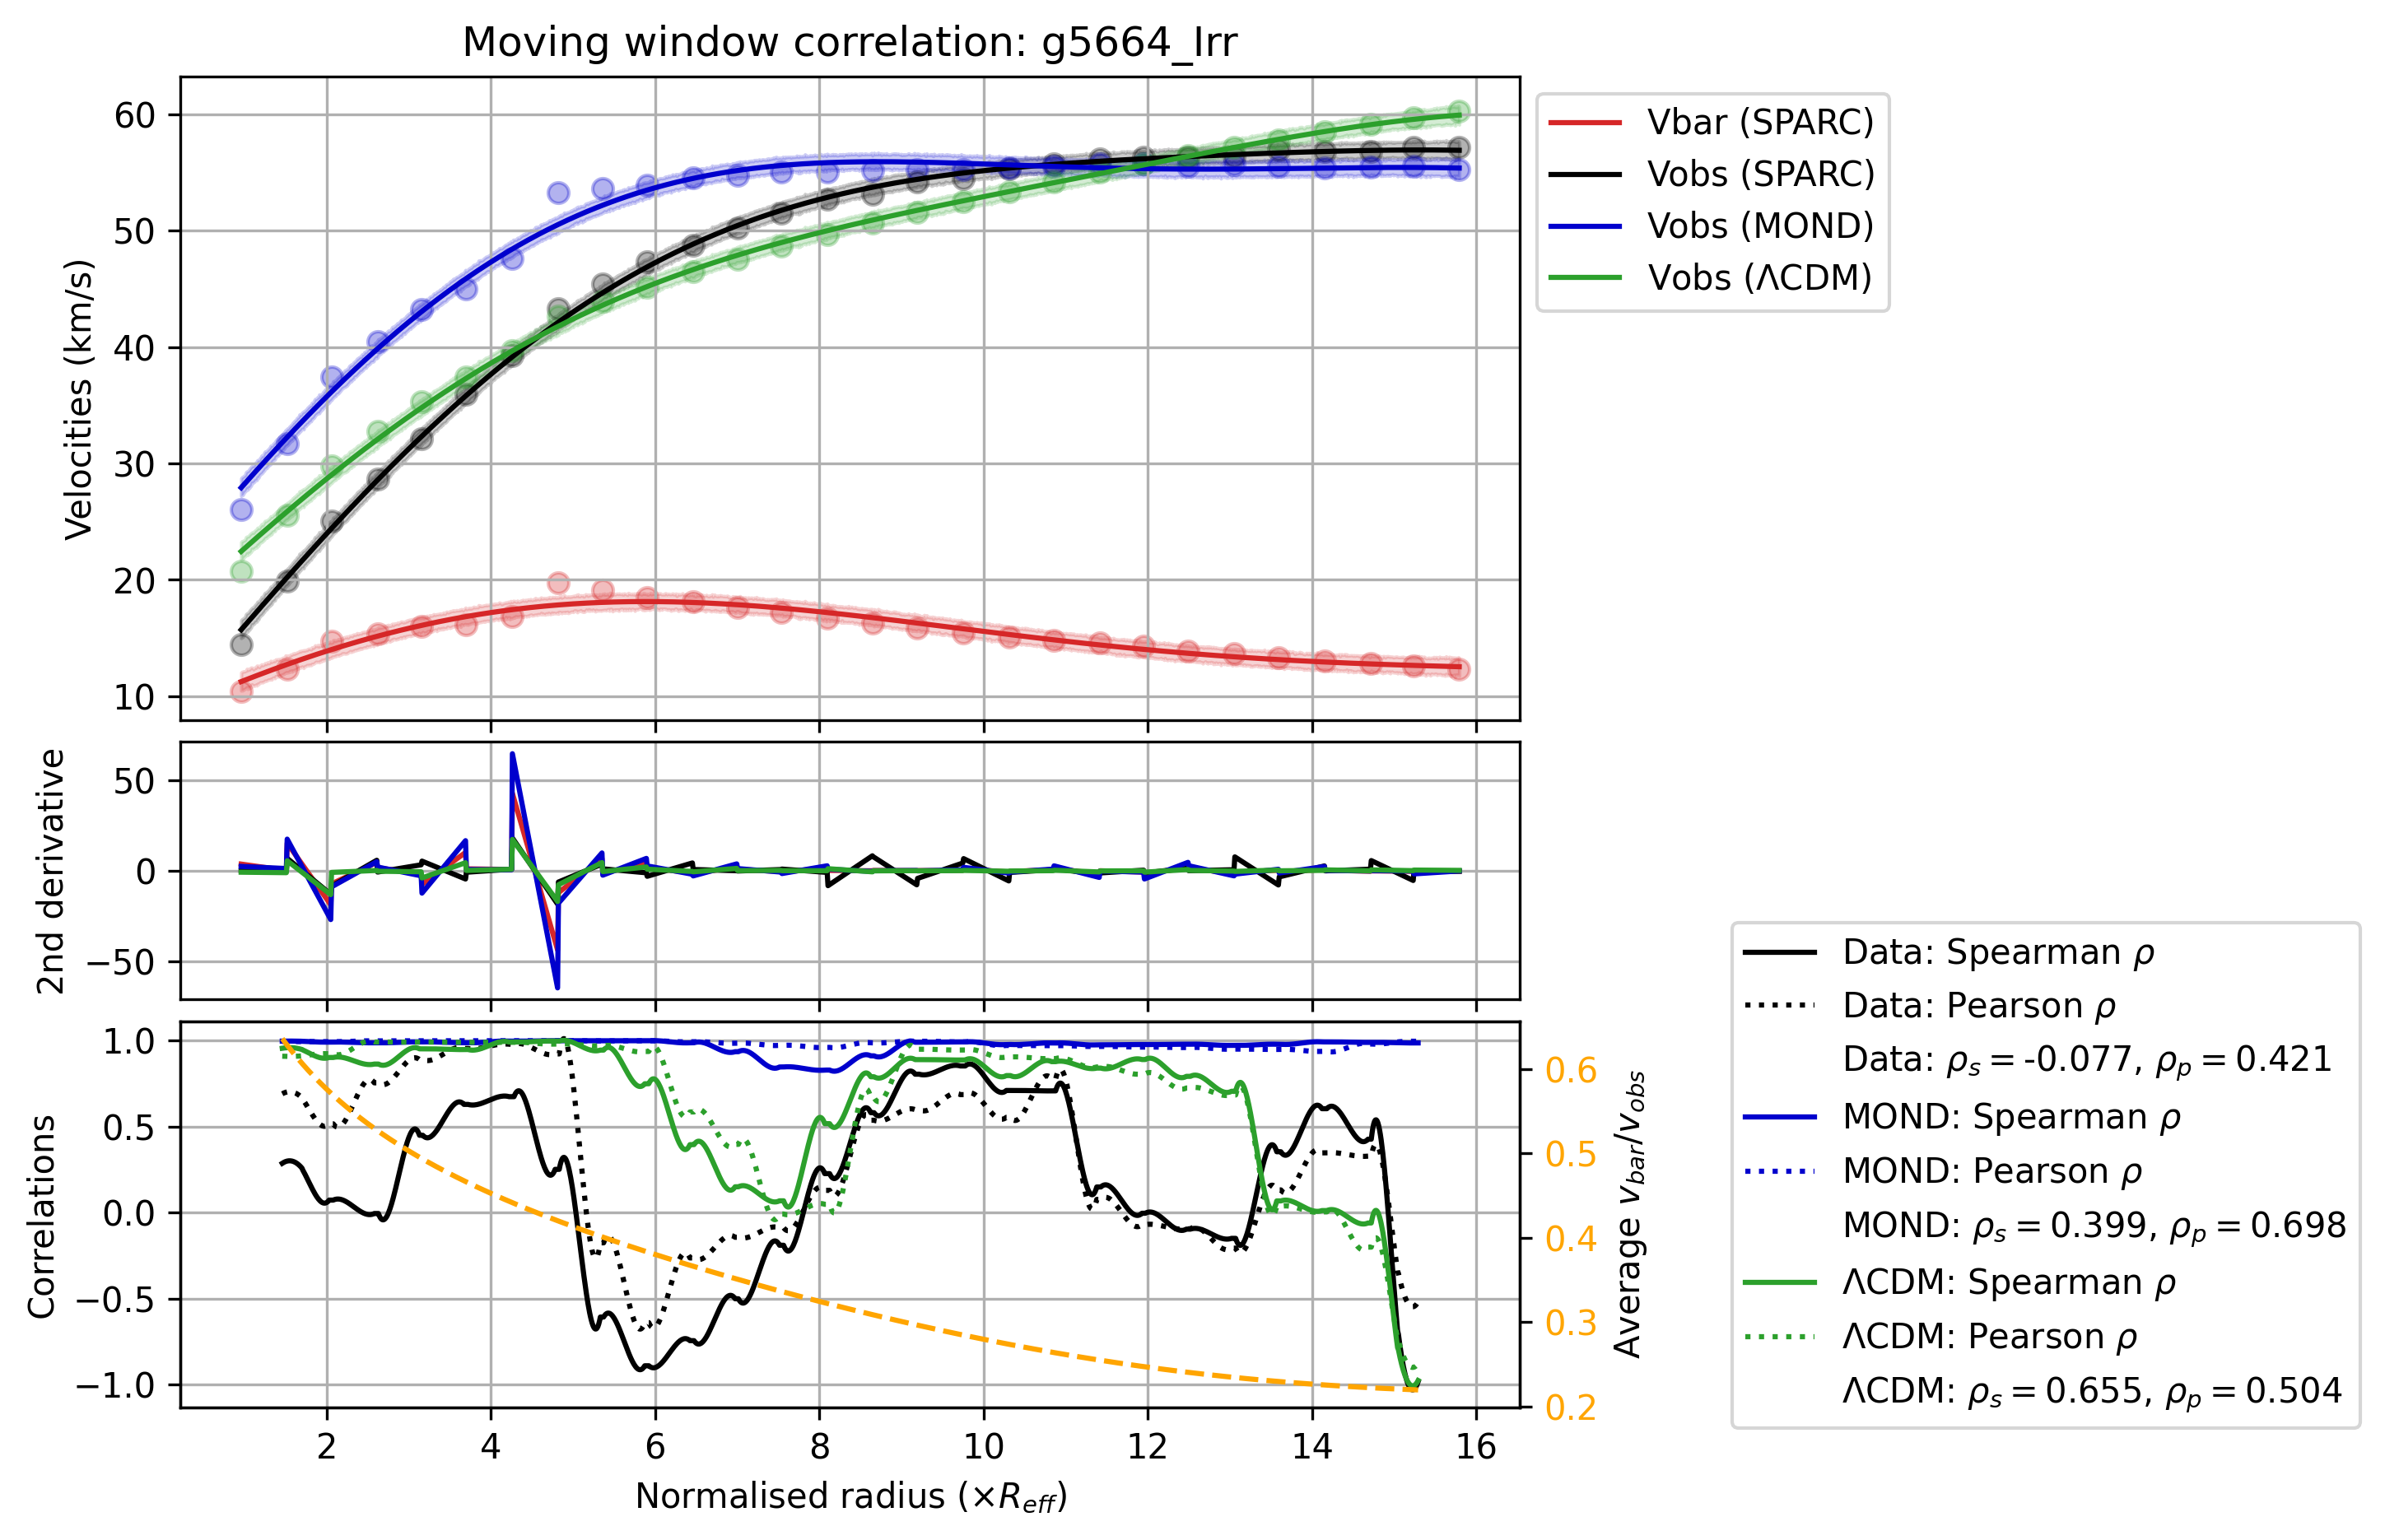 Moving window correlation: g5664_Irr
Velocities (km/s)
60
50
40
30
20
10
Vbar (SPARC)
Vobs (SPARC)
Vobs (MOND)
Vobs (ΛCDM)
2nd derivative
50
0
−50
Correlations
1.0
0.5
0.0
−0.5
−1.0
0.6
0.5
0.4
0.3
0.2
Average v_bar/v_obs
2 4 6 8 10 12 14 16
Normalised radius (×R_eff)
Data: Spearman ρ
Data: Pearson ρ
Data: ρ_s = -0.077, ρ_p = 0.421
MOND: Spearman ρ
MOND: Pearson ρ
MOND: ρ_s = 0.399, ρ_p = 0.698
ΛCDM: Spearman ρ
ΛCDM: Pearson ρ
ΛCDM: ρ_s = 0.655, ρ_p = 0.504